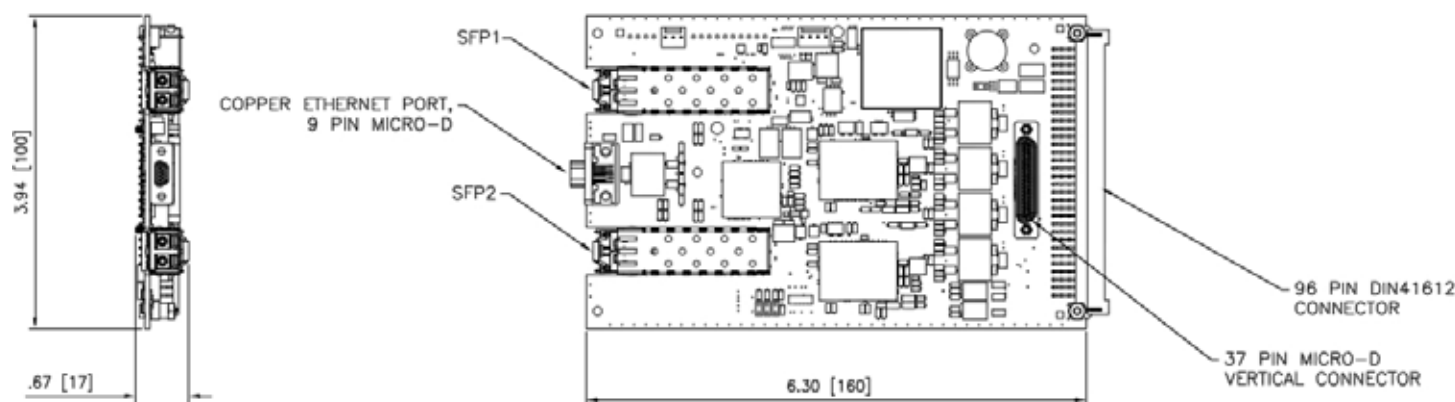 SFP1
COPPER ETHERNET PORT,
9 PIN MICRO-D
SFP2
3.94 [100]
.67 [17]
6.30 [160]
96 PIN DIN41612
CONNECTOR
37 PIN MICRO-D
VERTICAL CONNECTOR